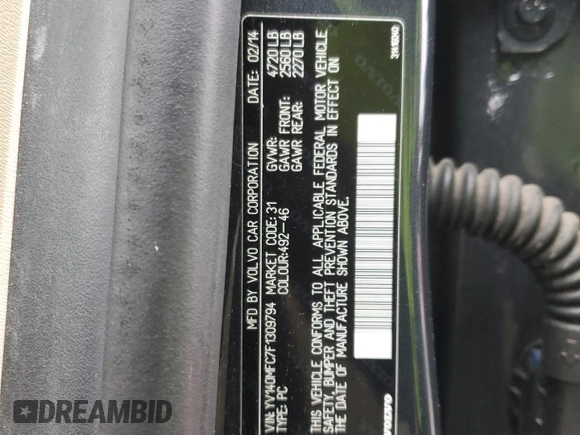 MFD BY VOLVO CAR CORPORATION DATE: 02/14
GVWR: 4720 LB
GAWR FRONT: 2560 LB
GAWR REAR: 2270 LB
VIN: YV140MFC7F1309794 MARKET CODE: 31
TYPE: PC COLOUR:492-46
THIS VEHICLE CONFORMS TO ALL APPLICABLE FEDERAL MOTOR VEHICLE
SAFETY, BUMPER AND THEFT PREVENTION STANDARDS IN EFFECT ON
THE DATE OF MANUFACTURE SHOWN ABOVE.
VOLVO
31416040
VOLVO
DREAMBID